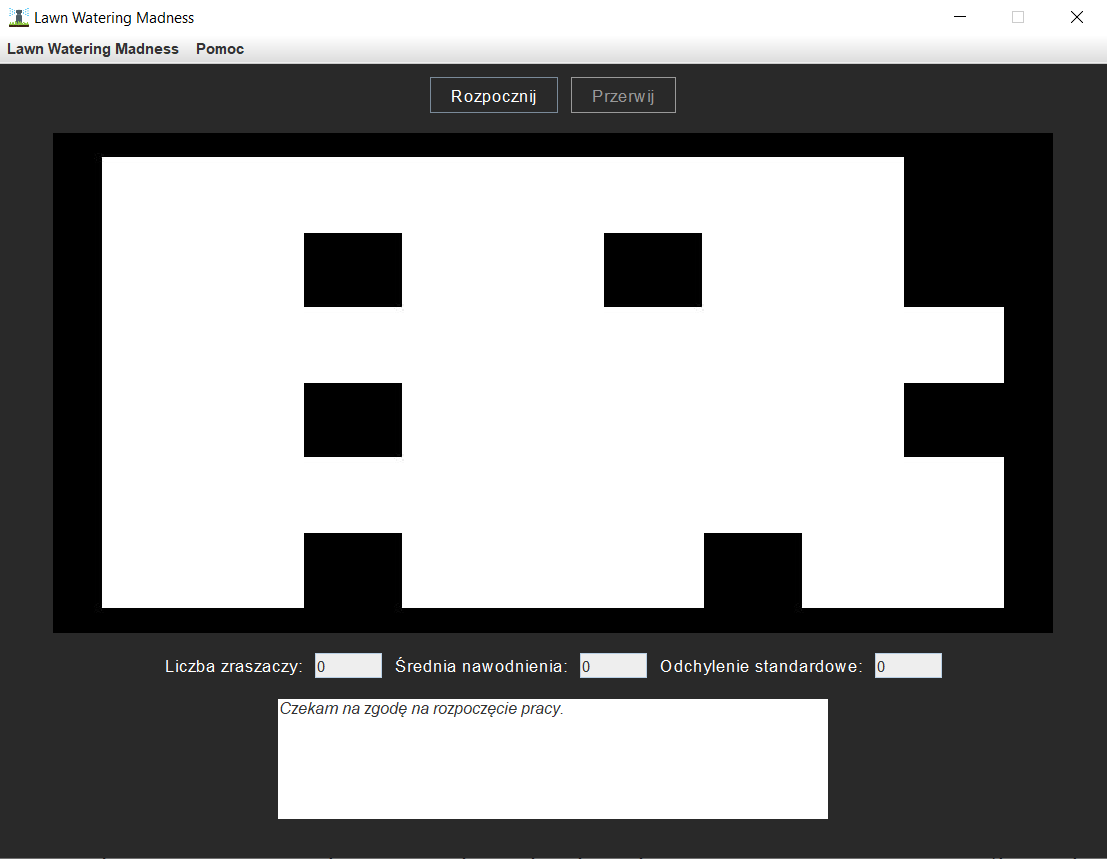 Lawn Watering Madness
Lawn Watering Madness Pomoc
Rozpocznij Przerwij
Liczba zraszaczy: 0 Średnia nawodnienia: 0 Odchylenie standardowe: 0
Czekam na zgodę na rozpoczęcie pracy.